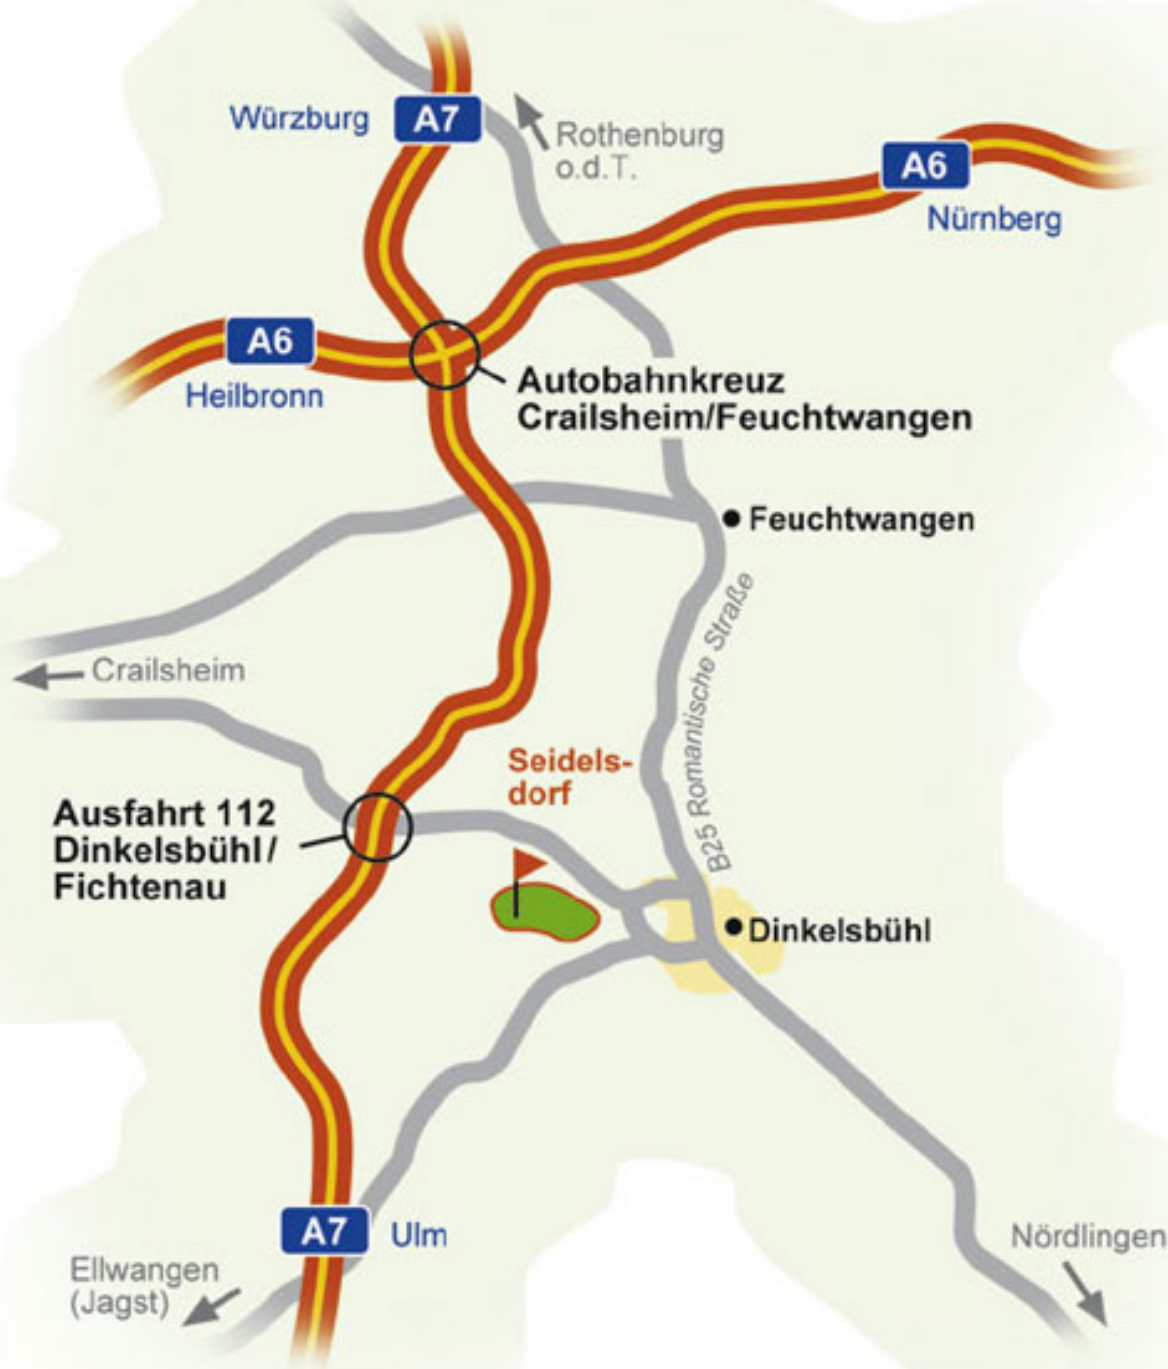 Würzburg
A7
Rothenburg
o.d.T.
A6
Nürnberg
A6
Heilbronn
Autobahnkreuz
Crailsheim/Feuchtwangen
Feuchtwangen
B25 Romantische Straße
Crailsheim
Seidels-
dorf
Ausfahrt 112
Dinkelsbühl/
Fichtenau
Dinkelsbühl
A7
Ulm
Nördlingen
Ellwangen
(Jagst)